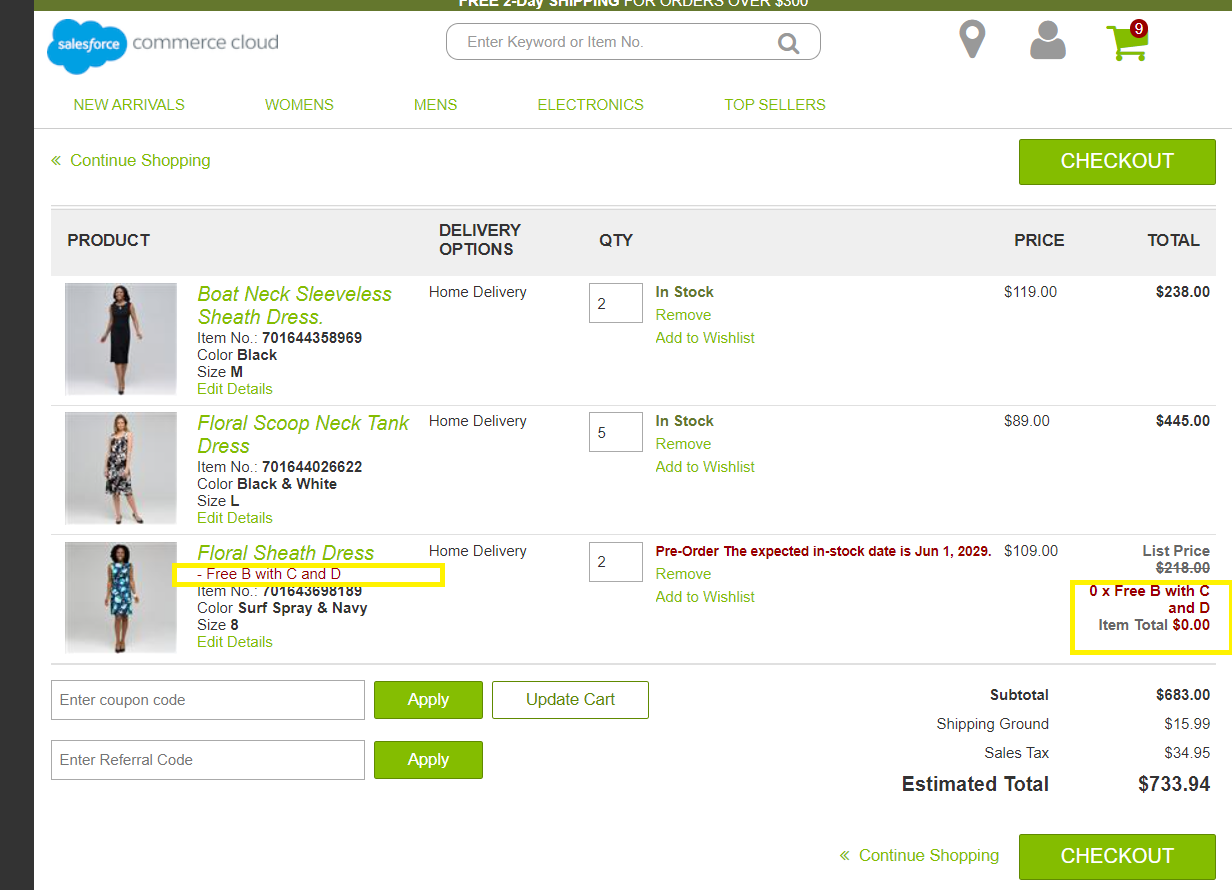 FREE 2-Day SHIPPING FOR ORDERS OVER $300
salesforce commerce cloud
Enter Keyword or Item No.
9
NEW ARRIVALS WOMENS MENS ELECTRONICS TOP SELLERS
« Continue Shopping
CHECKOUT
PRODUCT DELIVERY OPTIONS QTY PRICE TOTAL
Boat Neck Sleeveless
Sheath Dress.
Item No.: 701644358969
Color Black
Size M
Edit Details
Home Delivery
2
In Stock
Remove
Add to Wishlist
$119.00
$238.00
Floral Scoop Neck Tank
Dress
Item No.: 701644026622
Color Black & White
Size L
Edit Details
Home Delivery
5
In Stock
Remove
Add to Wishlist
$89.00
$445.00
Floral Sheath Dress
- Free B with C and D
Item No.: 701643698189
Color Surf Spray & Navy
Size 8
Edit Details
Home Delivery
2
Pre-Order The expected in-stock date is Jun 1, 2029.
Remove
Add to Wishlist
$109.00
List Price
$218.00
0 x Free B with C
and D
Item Total $0.00
Enter coupon code
Apply
Update Cart
Enter Referral Code
Apply
Subtotal $683.00
Shipping Ground $15.99
Sales Tax $34.95
Estimated Total $733.94
« Continue Shopping
CHECKOUT